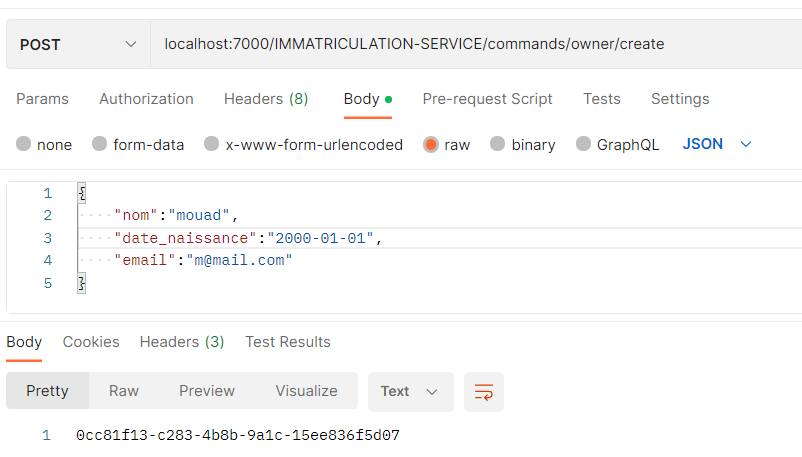 POST localhost:7000/IMMATRICULATION-SERVICE/commands/owner/create
Params Authorization Headers (8) Body Pre-request Script Tests Settings
none form-data x-www-form-urlencoded raw binary GraphQL JSON
1 {
2 "nom":"mouad",
3 "date_naissance":"2000-01-01",
4 "email":"m@mail.com"
5 }
Body Cookies Headers (3) Test Results
Pretty Raw Preview Visualize Text
1 0cc81f13-c283-4b8b-9a1c-15ee836f5d07